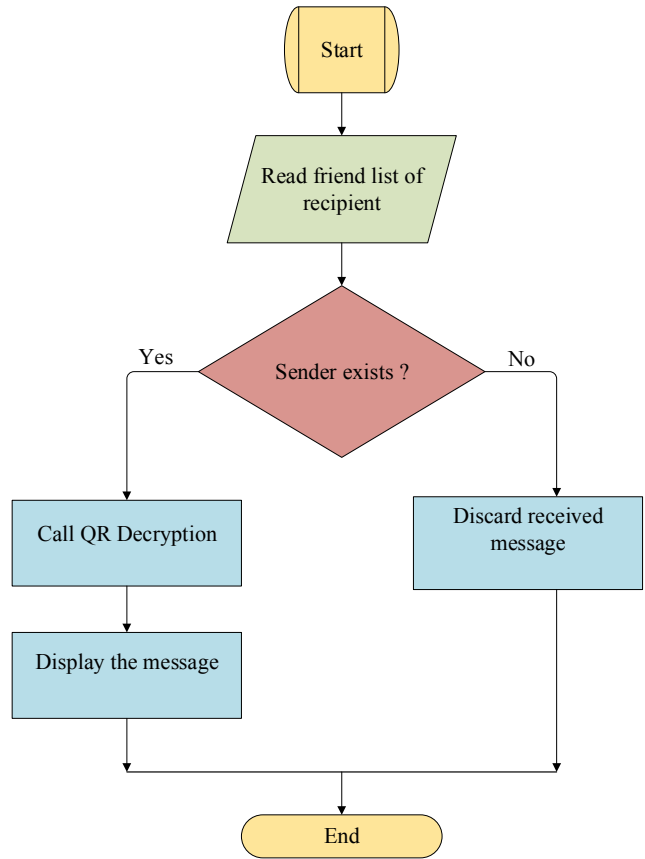 Start
Read friend list of
recipient
Sender exists ?
Yes
No
Call QR Decryption
Discard received
message
Display the message
End